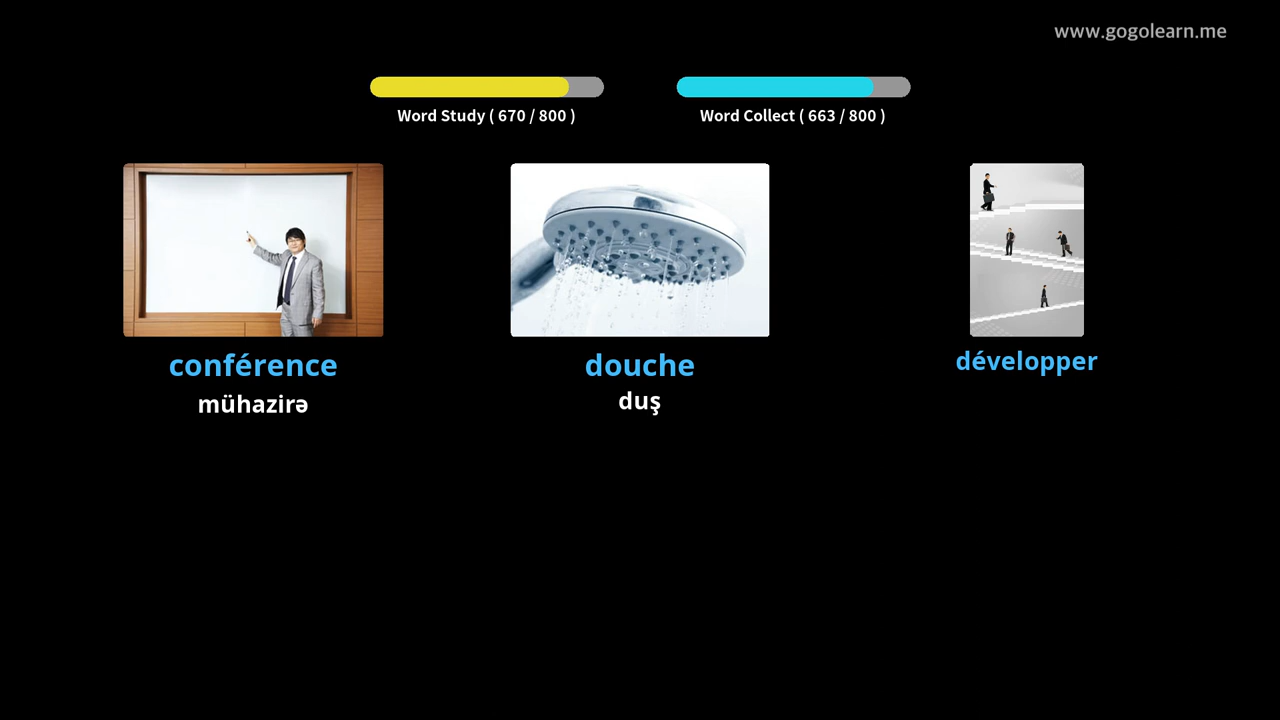 www.gogolearn.me
Word Study ( 670 / 800 )
Word Collect ( 663 / 800 )
conférence
mühazirə
douche
duş
développer